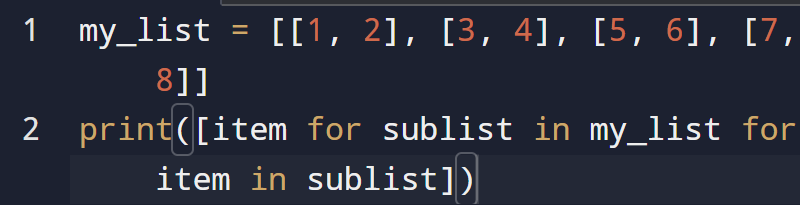 1 my_list = [[1, 2], [3, 4], [5, 6], [7,
8]]
2 print([item for sublist in my_list for
item in sublist])